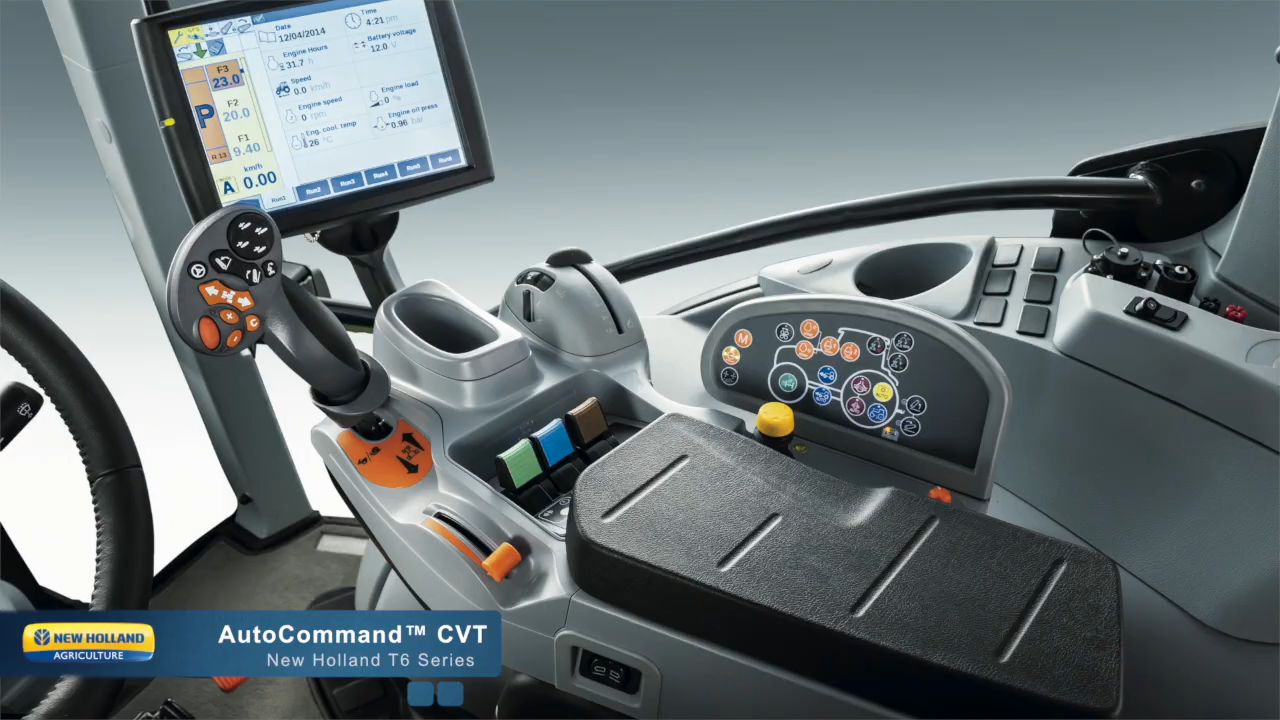 Date
12/04/2014
Time
4:21 pm
Engine Hours
31.7 h
Battery voltage
12.0 V
Speed
0.0 km/h
Engine speed
0 rpm
Engine load
0 %
Eng. cool. temp
26 °C
Engine oil press
0.96 bar
F3
23.0
P
F2
20.0
F1
9.40
km/h
A 0.00
Run1
Run2
Run3
Run4
Run5
Run6
M
C
NEW HOLLAND
AGRICULTURE
AutoCommand™ CVT
New Holland T6 Series